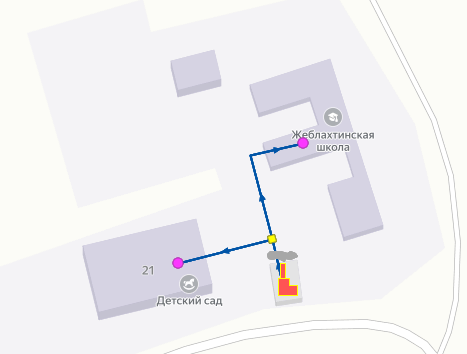 Жеблахтинская
школа
21
Детский сад